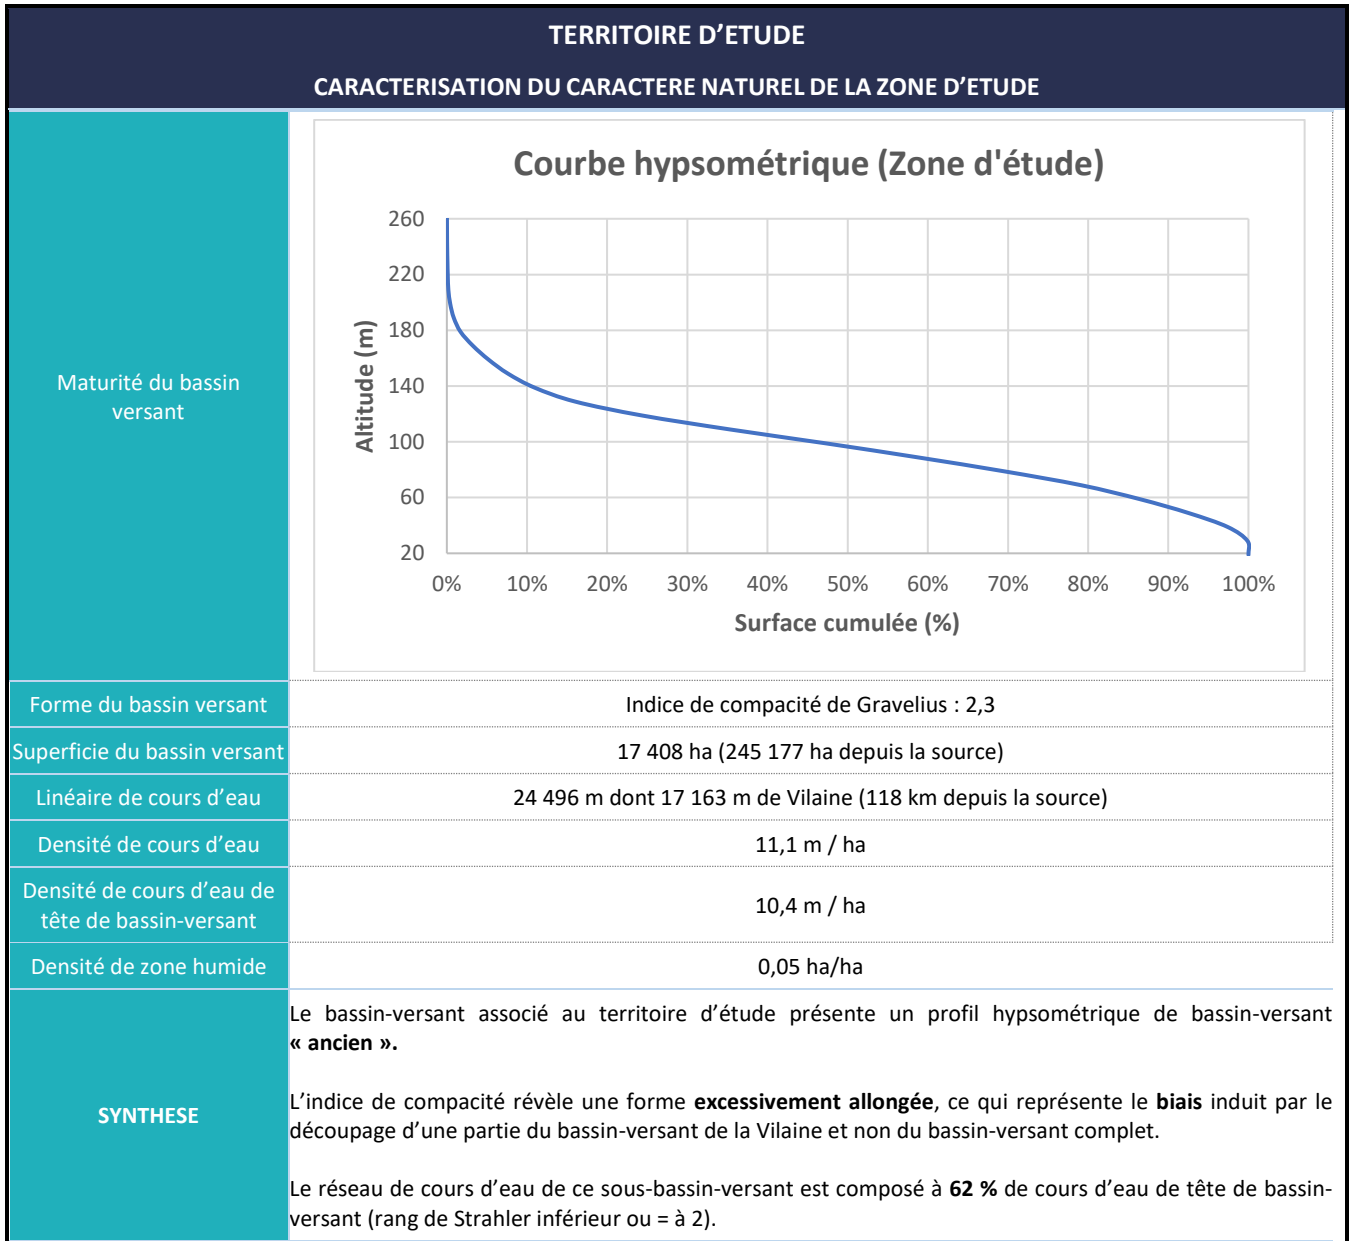 TERRITOIRE D’ETUDE
CARACTERISATION DU CARACTERE NATUREL DE LA ZONE D’ETUDE
Maturité du bassin
versant
Courbe hypsométrique (Zone d'étude)
Altitude (m)
260
220
180
140
100
60
20
0% 10% 20% 30% 40% 50% 60% 70% 80% 90% 100%
Surface cumulée (%)
Forme du bassin versant
Indice de compacité de Gravelius : 2,3
Superficie du bassin versant
17 408 ha (245 177 ha depuis la source)
Linéaire de cours d’eau
24 496 m dont 17 163 m de Vilaine (118 km depuis la source)
Densité de cours d’eau
11,1 m / ha
Densité de cours d’eau de
tête de bassin-versant
10,4 m / ha
Densité de zone humide
0,05 ha/ha
SYNTHESE
Le bassin-versant associé au territoire d’étude présente un profil hypsométrique de bassin-versant
« ancien ».
L’indice de compacité révèle une forme excessivement allongée, ce qui représente le biais induit par le
découpage d’une partie du bassin-versant de la Vilaine et non du bassin-versant complet.
Le réseau de cours d’eau de ce sous-bassin-versant est composé à 62 % de cours d’eau de tête de bassin-
versant (rang de Strahler inférieur ou = à 2).